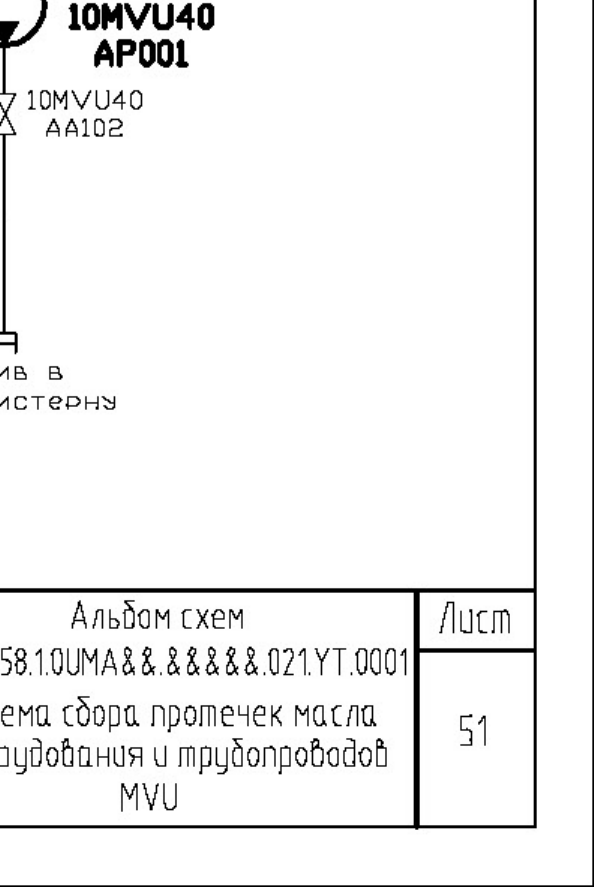 10MVU40
AP001
10MVU40
AA102
ив в
истерну
Альбом схем
Лист
58.1.0UMA&&.&&&&&.021.YT.0001
ема сбора протечек масла
51
рудования и трубопроводов
MVU